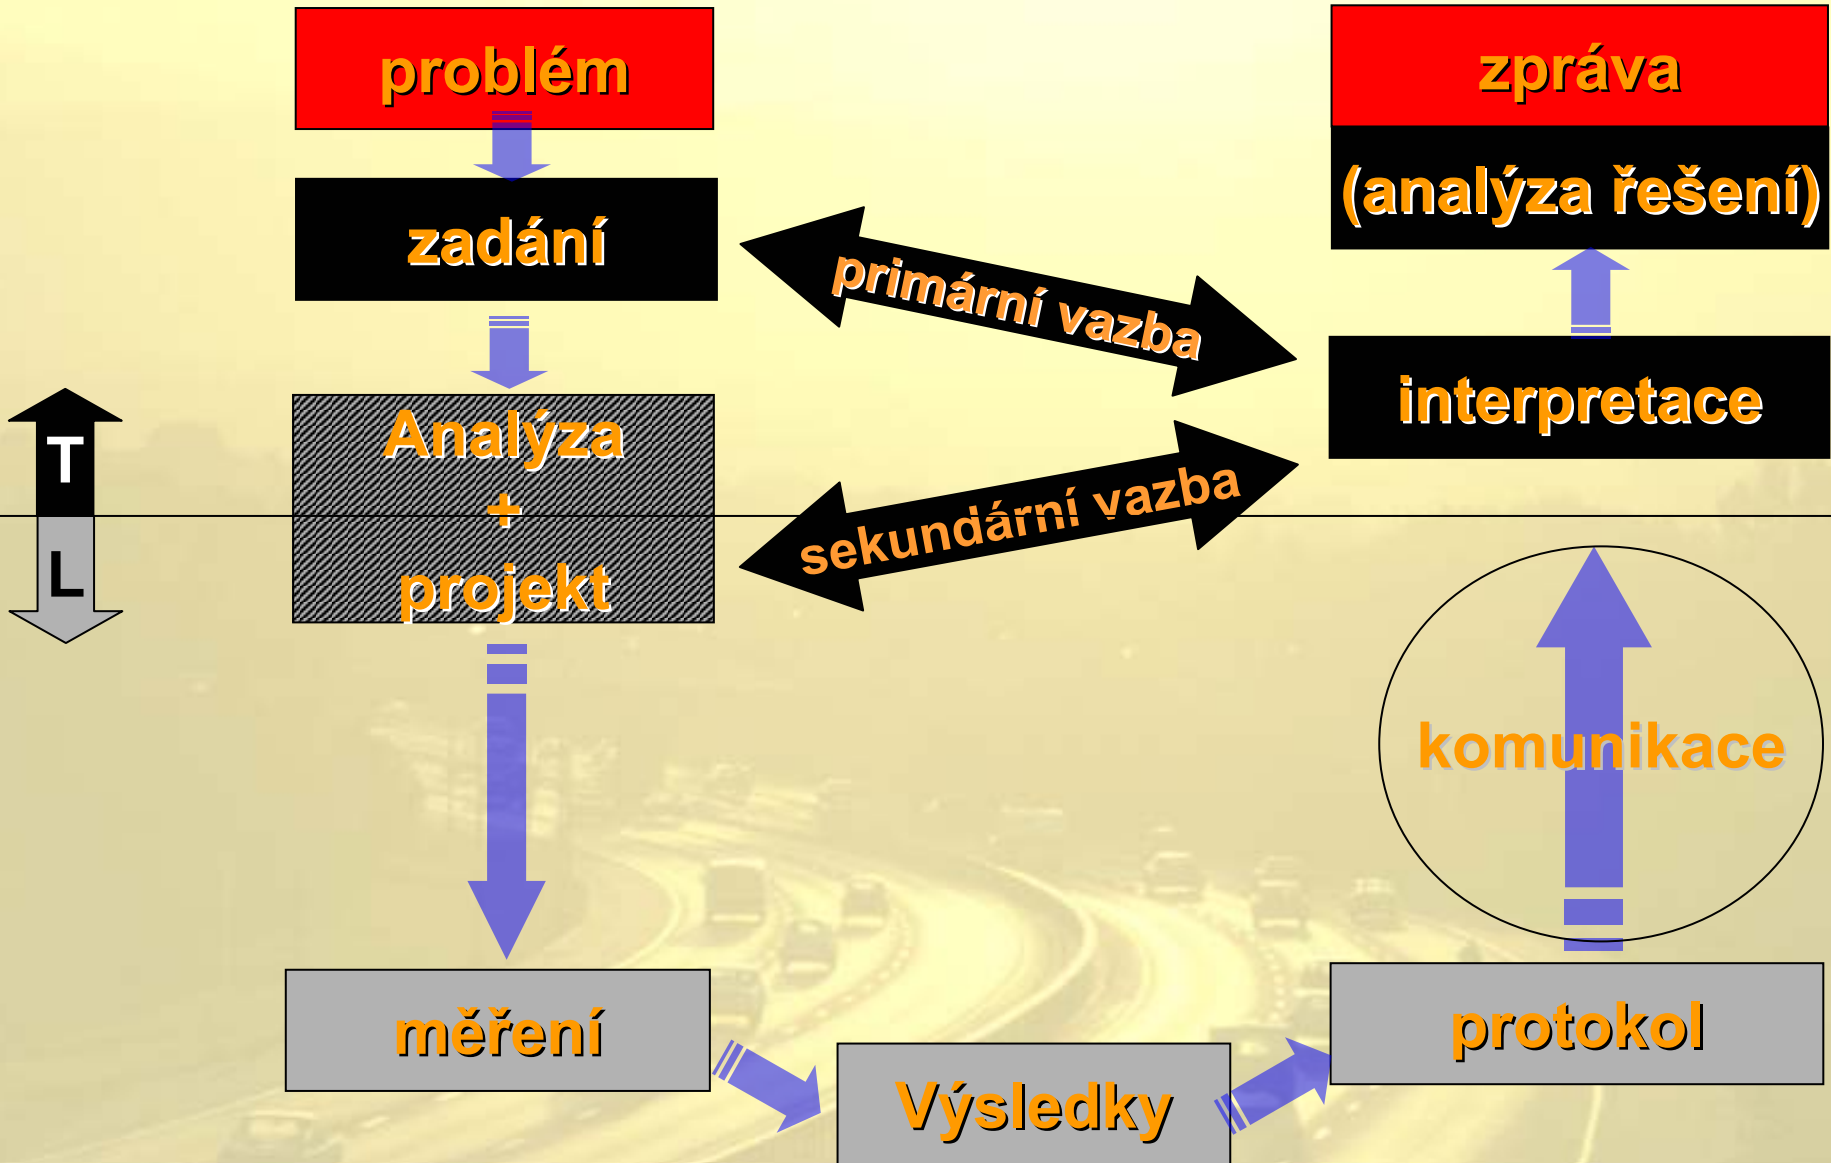 problém
zpráva
(analýza řešení)
zadání
primární vazba
interpretace
T
Analýza
+
projekt
sekundární vazba
L
komunikace
měření
Výsledky
protokol